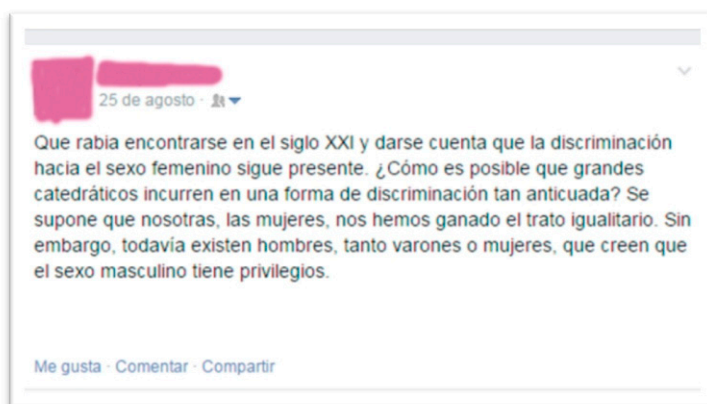 25 de agosto ·
Que rabia encontrarse en el siglo XXI y darse cuenta que la discriminación
hacia el sexo femenino sigue presente. ¿Cómo es posible que grandes
catedráticos incurren en una forma de discriminación tan anticuada? Se
supone que nosotras, las mujeres, nos hemos ganado el trato igualitario. Sin
embargo, todavía existen hombres, tanto varones o mujeres, que creen que
el sexo masculino tiene privilegios.
Me gusta · Comentar · Compartir